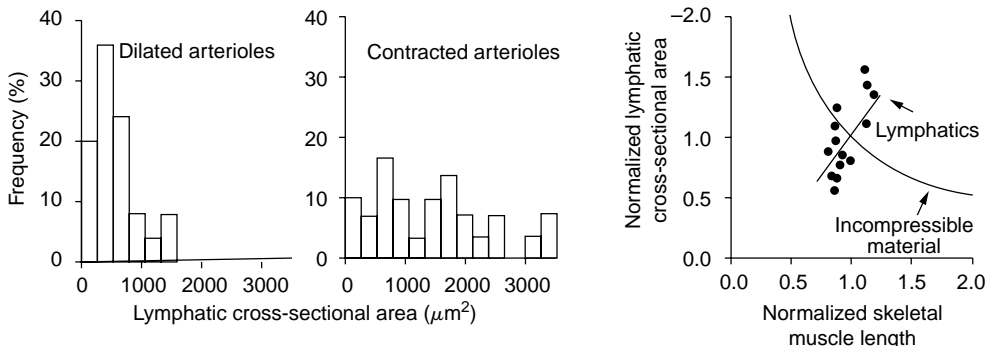 40
30
20
10
0
Frequency (%)
Dilated arterioles
0 1000 2000 3000
40
30
20
10
0
Contracted arterioles
0 1000 2000 3000
Lymphatic cross-sectional area (μm²)
–2.0
1.5
1.0
0.5
0.0
Normalized lymphatic
cross-sectional area
Lymphatics
Incompressible
material
0.0 0.5 1.0 1.5 2.0
Normalized skeletal
muscle length